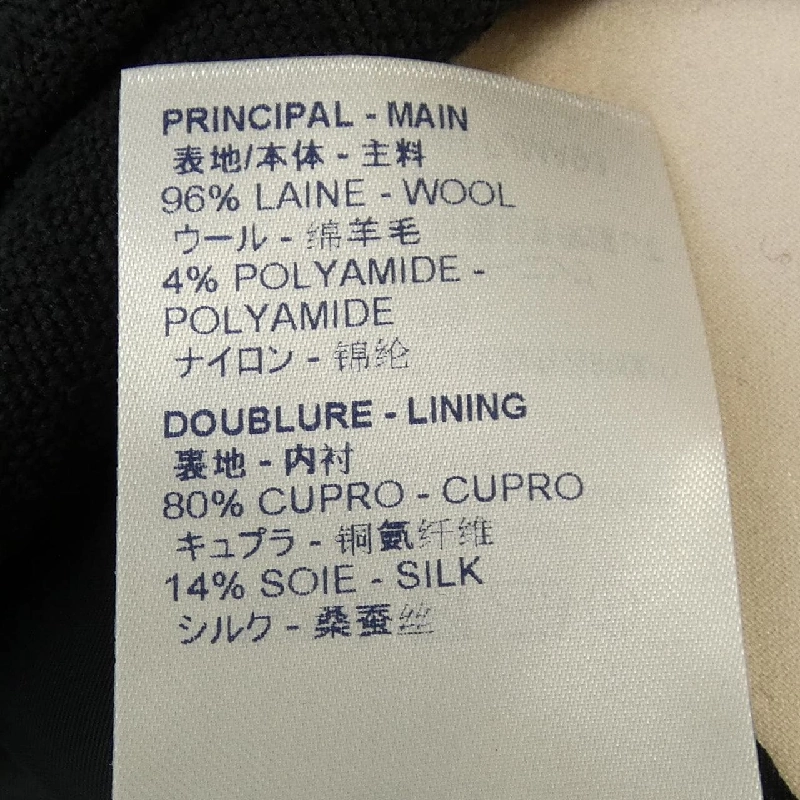 PRINCIPAL - MAIN
表地/本体 - 主料
96% LAINE - WOOL
ウール - 绵羊毛
4% POLYAMIDE -
POLYAMIDE
ナイロン - 锦纶
DOUBLURE - LINING
裏地 - 内衬
80% CUPRO - CUPRO
キュプラ - 铜氨纤维
14% SOIE - SILK
シルク - 桑蚕丝